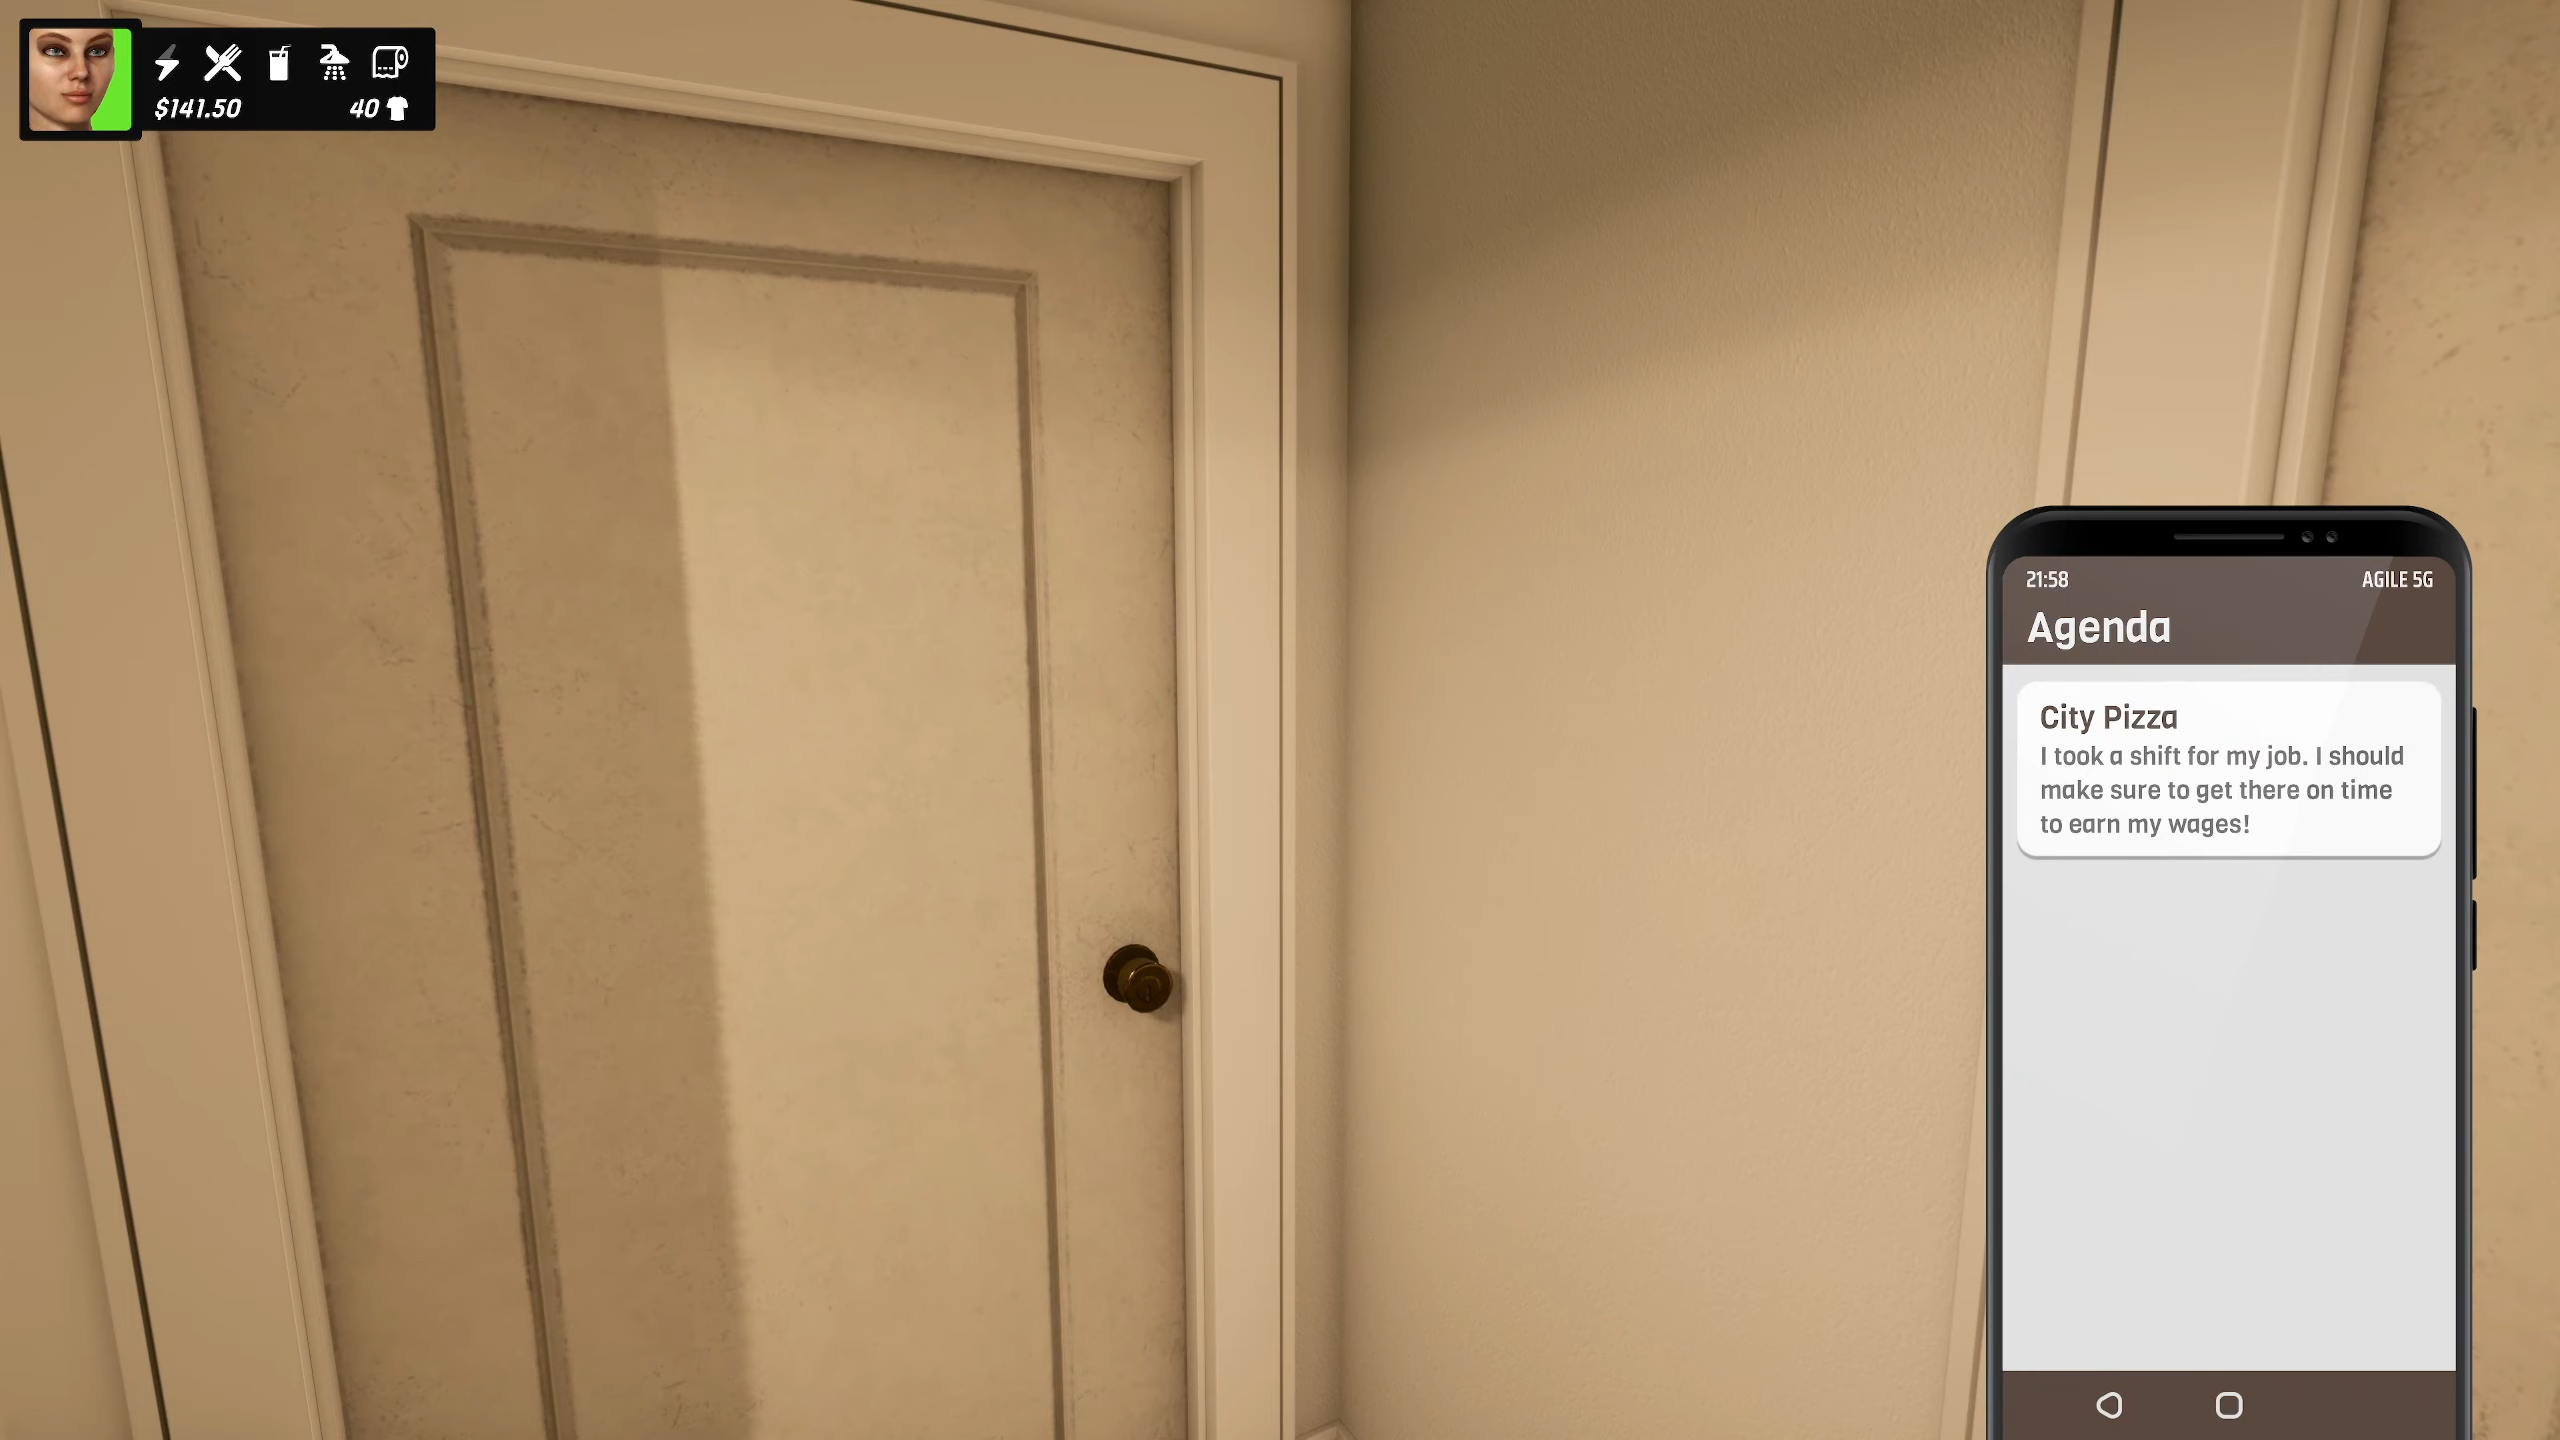 $141.50
40
21:58
AGILE 5G
Agenda
City Pizza
I took a shift for my job. I should
make sure to get there on time
to earn my wages!